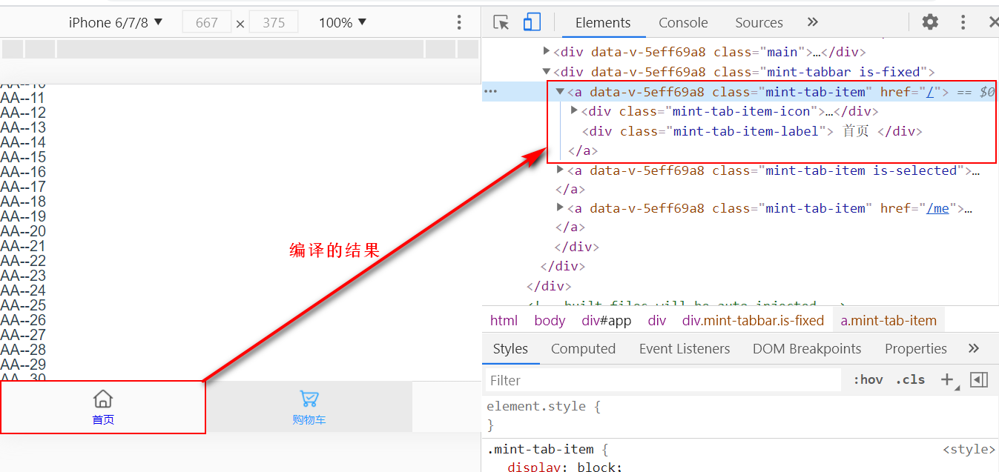 iPhone 6/7/8 ▼ 667 × 375 100% ▼
Elements Console Sources »
AA--10
AA--11
AA--12
AA--13
AA--14
AA--15
AA--16
AA--17
AA--18
AA--19
AA--20
AA--21
AA--22
AA--23
AA--24
AA--25
AA--26
AA--27
AA--28
AA--29
AA--30
编译的结果
首页
购物车
▶<div data-v-5eff69a8 class="main">…</div>
▼<div data-v-5eff69a8 class="mint-tabbar is-fixed">
▼<a data-v-5eff69a8 class="mint-tab-item" href="/"> == $0
▶<div class="mint-tab-item-icon">…</div>
<div class="mint-tab-item-label"> 首页 </div>
</a>
▶<a data-v-5eff69a8 class="mint-tab-item is-selected">…
</a>
▶<a data-v-5eff69a8 class="mint-tab-item" href="/me">…
</a>
</div>
</div>
</div>
<!-- built files will be auto injected -->
html body div#app div div.mint-tabbar.is-fixed a.mint-tab-item
Styles Computed Event Listeners DOM Breakpoints Properties »
Filter :hov .cls +
element.style {
}
.mint-tab-item { <style>
display: block;